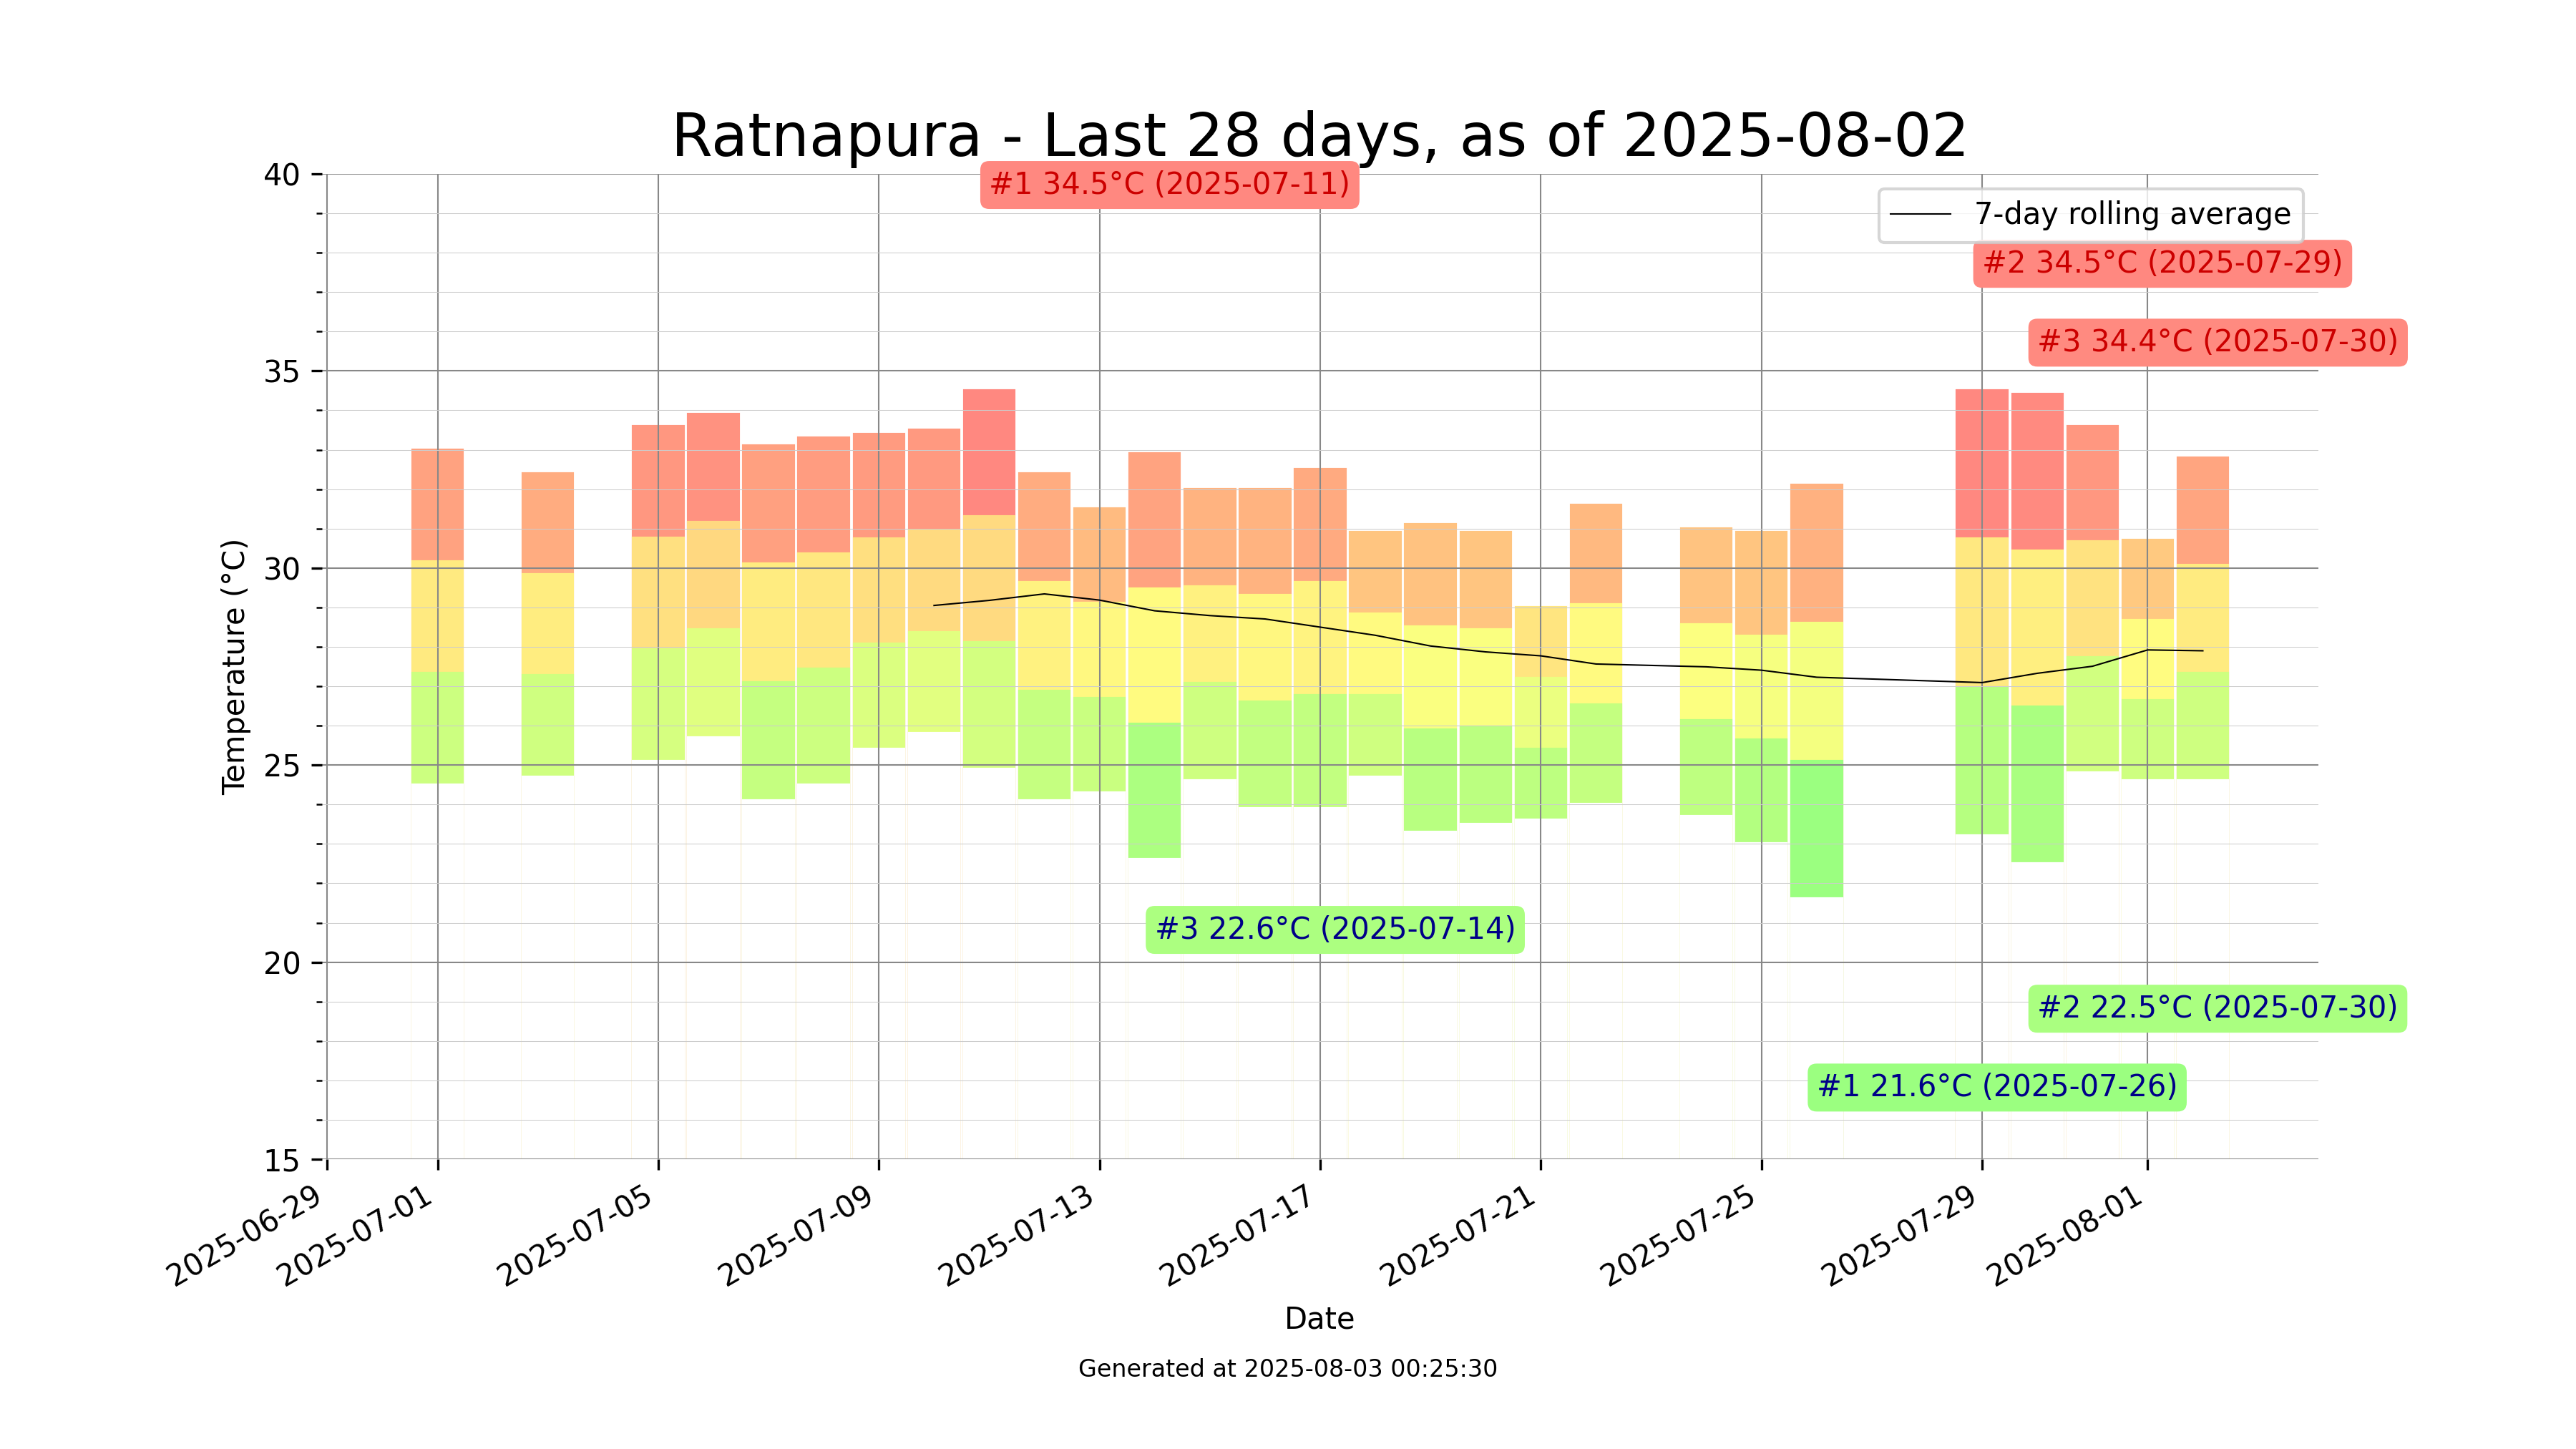 Ratnapura - Last 28 days, as of 2025-08-02
#1 34.5°C (2025-07-11)
7-day rolling average
#2 34.5°C (2025-07-29)
#3 34.4°C (2025-07-30)
#3 22.6°C (2025-07-14)
#2 22.5°C (2025-07-30)
#1 21.6°C (2025-07-26)
Temperature (°C)
40
35
30
25
20
15
2025-06-29
2025-07-01
2025-07-05
2025-07-09
2025-07-13
2025-07-17
2025-07-21
2025-07-25
2025-07-29
2025-08-01
Date
Generated at 2025-08-03 00:25:30